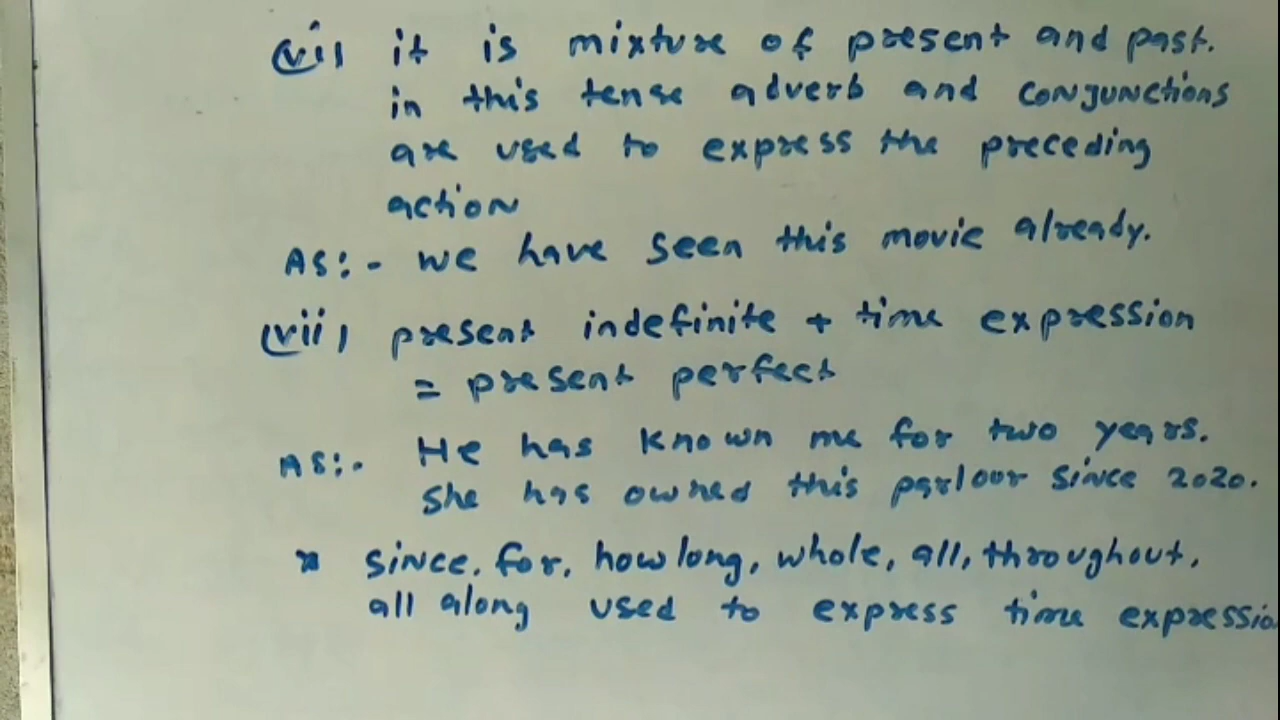 (vi) it is mixture of present and past.
in this tense adverb and conjunctions
are used to express the preceding
action
As:- we have seen this movie already.
(vii) present indefinite + time expression
= present perfect
As:- He has known me for two years.
She has owned this parlour since 2020.
* since, for, how long, whole, all, throughout,
all along used to express time expressio